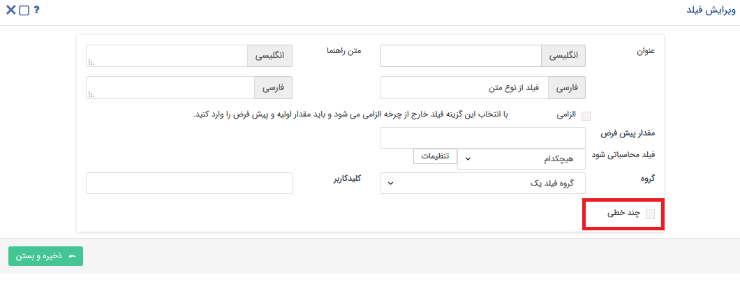 ویرایش فیلد
?
عنوان انگلیسی متن راهنما انگلیسی
فارسی فیلد از نوع متن فارسی
الزامی با انتخاب این گزینه فیلد خارج از چرخه الزامی می شود و باید مقدار اولیه و پیش فرض را وارد کنید.
مقدار پیش فرض
فیلد محاسباتی شود هیچکدام تنظیمات
گروه گروه فیلد یک کلیدکاربر
چند خطی
ذخیره و بستن